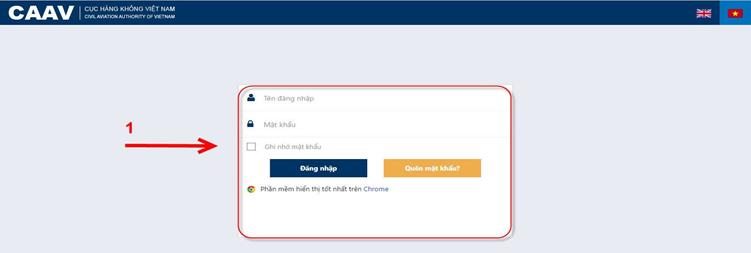 CAAV
CỤC HÀNG KHÔNG VIỆT NAM
CIVIL AVIATION AUTHORITY OF VIETNAM
Tên đăng nhập
Mật khẩu
1
Ghi nhớ mật khẩu
Đăng nhập
Quên mật khẩu?
Phần mềm hiển thị tốt nhất trên Chrome